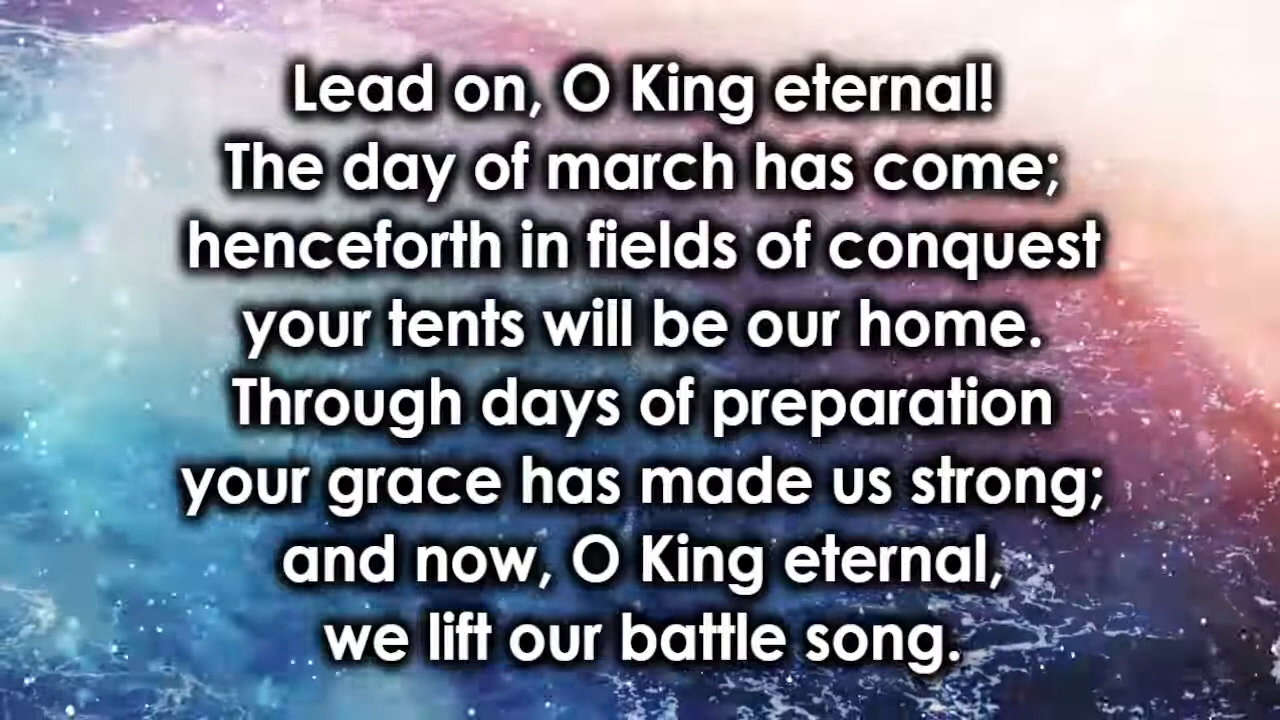 Lead on, O King eternal!
The day of march has come;
henceforth in fields of conquest
your tents will be our home.
Through days of preparation
your grace has made us strong;
and now, O King eternal,
we lift our battle song.